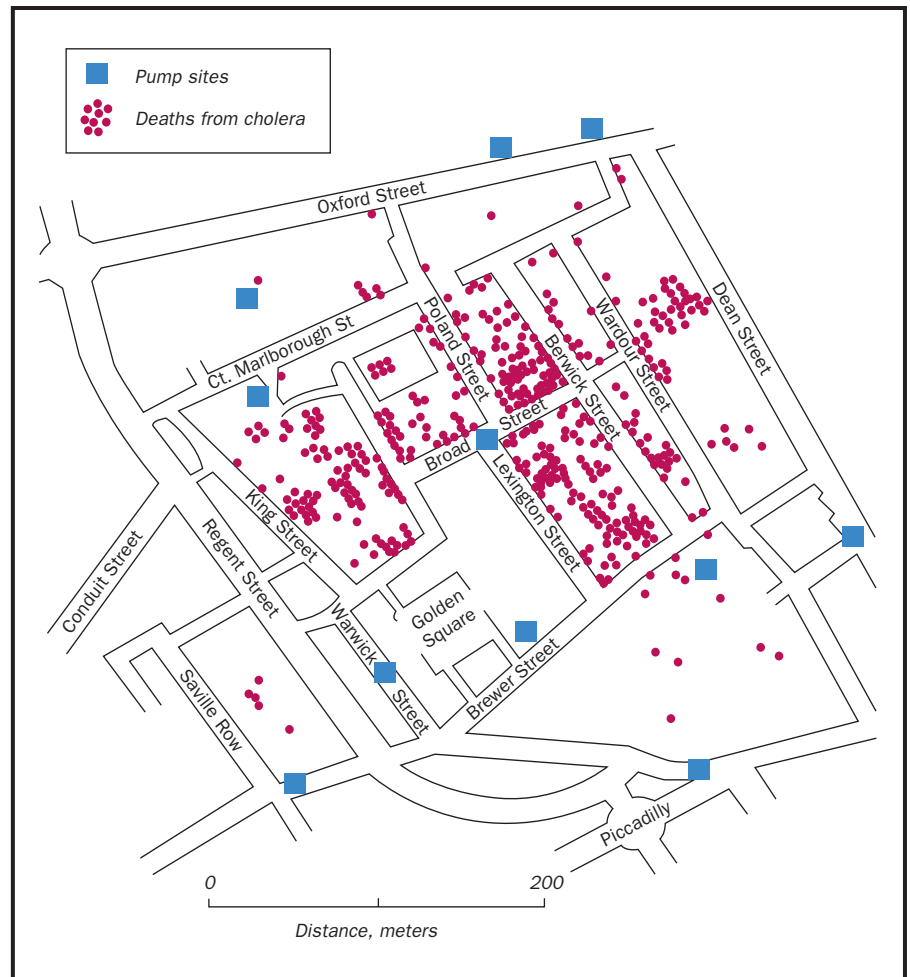 Pump sites
Deaths from cholera
Oxford Street
Ct. Marlborough St
Poland Street
Berwick Street
Wardour Street
Dean Street
Broad Street
Lexington Street
King Street
Regent Street
Conduit Street
Golden
Square
Warwick Street
Brewer Street
Saville Row
Piccadilly
0
200
Distance, meters